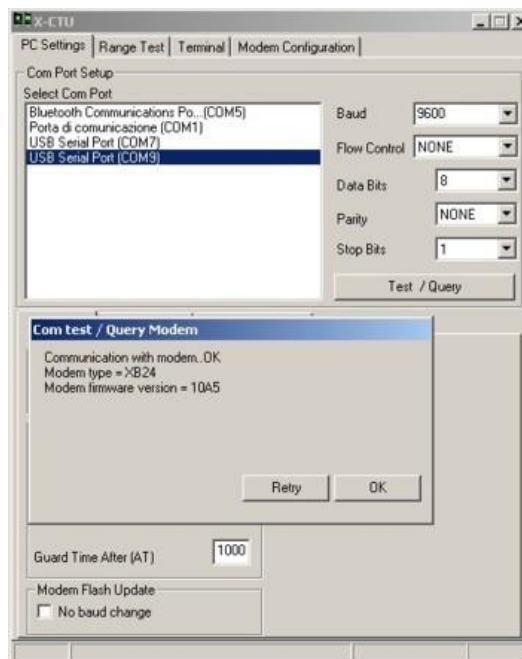 X-CTU
PC Settings Range Test Terminal Modem Configuration
Com Port Setup
Select Com Port
Bluetooth Communications Po...(COM5)
Porta di comunicazione (COM1)
USB Serial Port (COM7)
USB Serial Port (COM9)
Baud 9600
Flow Control NONE
Data Bits 8
Parity NONE
Stop Bits 1
Test / Query
Com test / Query Modem
Communication with modem..OK
Modem type = XB24
Modem firmware version = 10A5
Retry OK
Guard Time After (AT) 1000
Modem Flash Update
No baud change